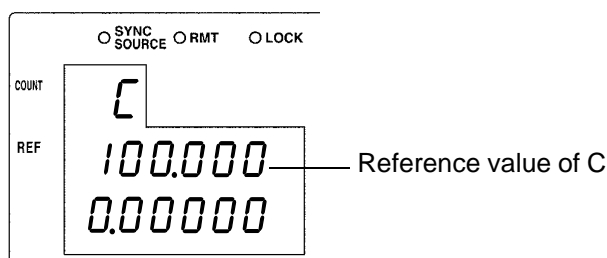 SYNC SOURCE RMT LOCK
COUNT C
REF 100.000 Reference value of C
0.00000